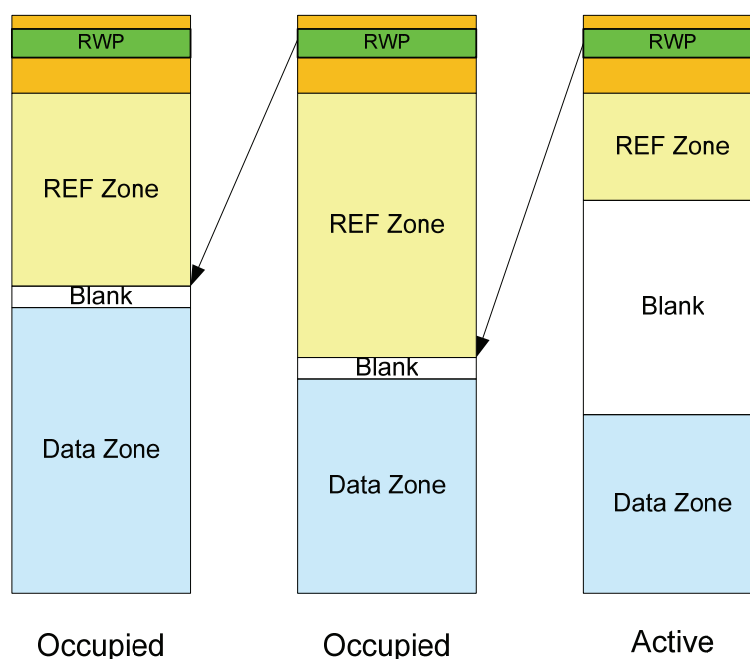 RWP
REF Zone
Blank
Data Zone
Occupied
RWP
REF Zone
Blank
Data Zone
Occupied
RWP
REF Zone
Blank
Data Zone
Active